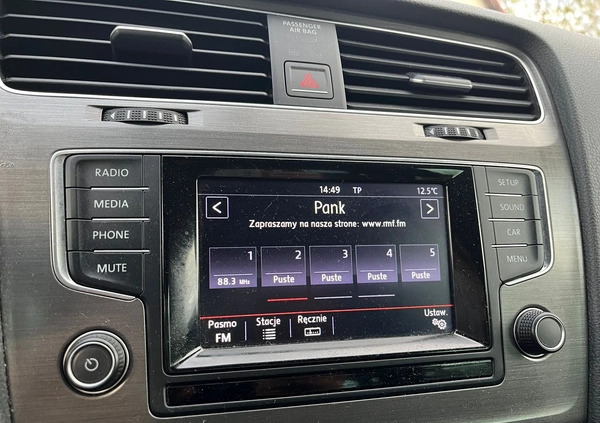 PASSENGER
AIR BAG
RADIO
MEDIA
PHONE
MUTE
SETUP
SOUND
CAR
MENU
14:49 TP 12.5°C
< Pank >
Zapraszamy na nasza strone: www.rmf.fm
1 2 3 4 5
88.3 MHz Puste Puste Puste Puste
Pasmo Stacje Ręcznie Ustaw.
FM